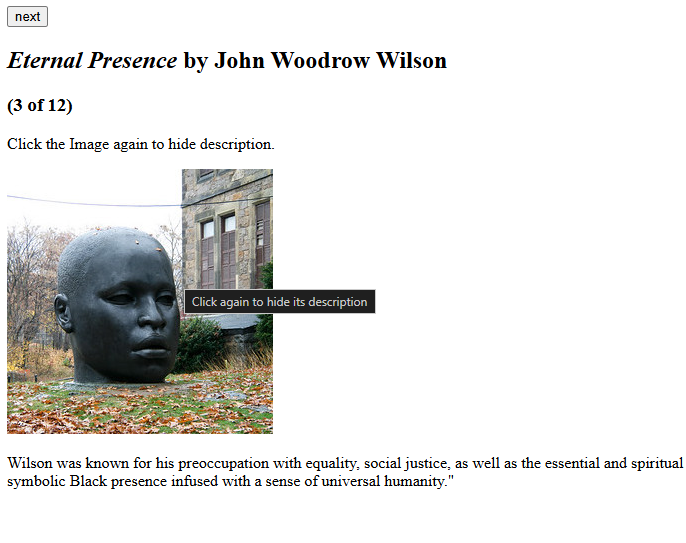 next
Eternal Presence by John Woodrow Wilson
(3 of 12)
Click the Image again to hide description.
Click again to hide its description
Wilson was known for his preoccupation with equality, social justice, as well as the essential and spiritual
symbolic Black presence infused with a sense of universal humanity."